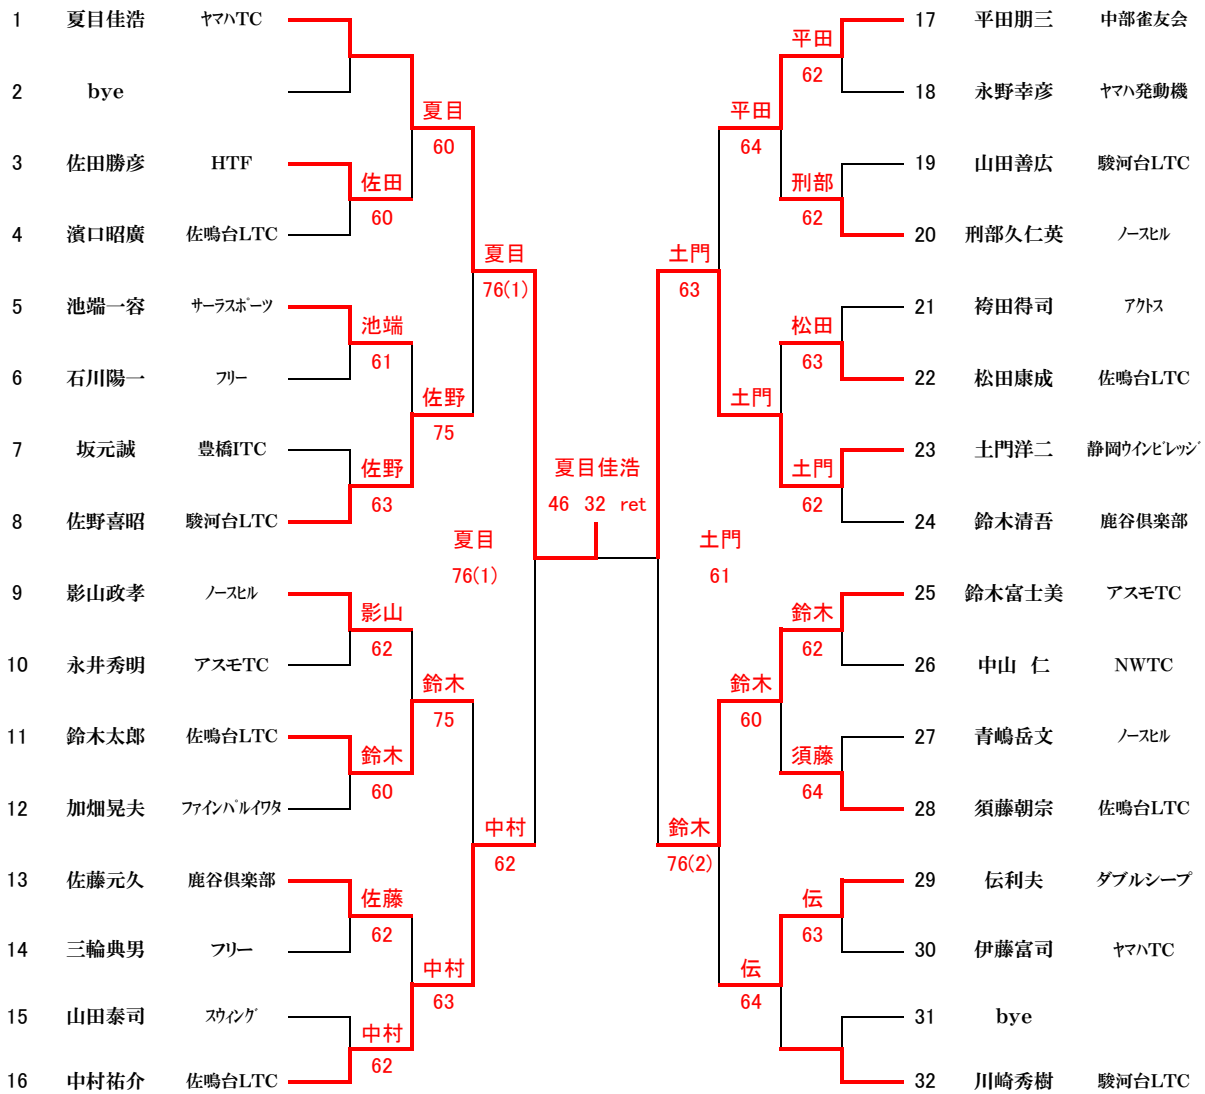 1 夏目佳浩 ヤマハTC
2 bye
3 佐田勝彦 HTF
4 濱口昭廣 佐鳴台LTC
5 池端一容 サーラスポーツ
6 石川陽一 フリー
7 坂元誠 豊橋ITC
8 佐野喜昭 駿河台LTC
9 影山政孝 ノースヒル
10 永井秀明 アスモTC
11 鈴木太郎 佐鳴台LTC
12 加畑晃夫 ファインパルイワタ
13 佐藤元久 鹿谷倶楽部
14 三輪典男 フリー
15 山田泰司 スウィング
16 中村祐介 佐鳴台LTC
佐田
60
池端
61
佐野
63
影山
62
鈴木
60
佐藤
62
中村
62
夏目
60
佐野
75
鈴木
75
中村
63
夏目
76(1)
中村
62
夏目
76(1)
夏目佳浩
46 32 ret
土門
61
土門
63
鈴木
76(2)
平田
64
土門
鈴木
60
伝
64
平田
62
刑部
62
松田
63
土門
62
鈴木
62
須藤
64
伝
63
17 平田朋三 中部雀友会
18 永野幸彦 ヤマハ発動機
19 山田善広 駿河台LTC
20 刑部久仁英 ノースヒル
21 袴田得司 アクトス
22 松田康成 佐鳴台LTC
23 土門洋二 静岡ウインビレッジ
24 鈴木清吾 鹿谷倶楽部
25 鈴木富士美 アスモTC
26 中山 仁 NWTC
27 青嶋岳文 ノースヒル
28 須藤朝宗 佐鳴台LTC
29 伝利夫 ダブルシープ
30 伊藤富司 ヤマハTC
31 bye
32 川崎秀樹 駿河台LTC